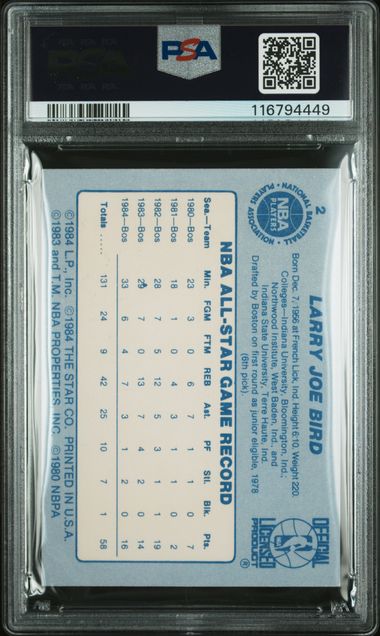 PSA
PSA
116794449
2
NATIONAL BASKETBALL
NBA
PLAYERS
PLAYERS ASSOCIATION
LARRY JOE BIRD
OFFICIAL
LICENSED
PRODUCT ®
Born Dec. 7, 1956 at French Lick, Ind. Height 6:10. Weight 220.
Colleges—Indiana University, Bloomington, Ind.;
Northwood Institute, West Baden, Ind., and
Indiana State University, Terre Haute, Ind.
Drafted by Boston on first round as junior eligible, 1978
(6th pick).
NBA ALL-STAR GAME RECORD
Sea.—Team Min. FGM FTM REB Ast. PF Stl. Blk. Pts.
1980—Bos 23 3 0 6 7 1 1 0 7
1981—Bos 18 1 0 4 3 1 1 0 2
1982—Bos 28 7 5 12 5 3 1 1 19
1983—Bos 29 7 0 13 7 4 2 0 14
1984—Bos 33 6 4 7 3 1 2 0 16
Totals ..... 131 24 9 42 25 10 7 1 58
©1984 L.P., Inc. ©1984 THE STAR CO. PRINTED IN U.S.A.
©1983 and T.M. NBA PROPERTIES, INC. ©1980 NBPA